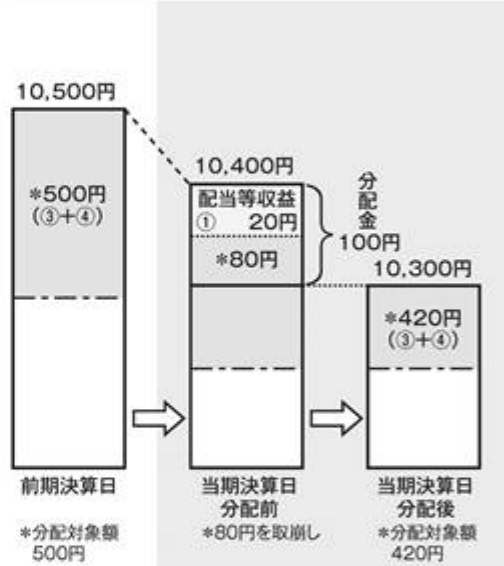 10,500円
*500円
(③+④)
前期決算日
*分配対象額
500円
10,400円
配当等収益
① 20円
*80円
分配金
100円
当期決算日
分配前
*80円を取崩し
10,300円
*420円
(③+④)
当期決算日
分配後
*分配対象額
420円